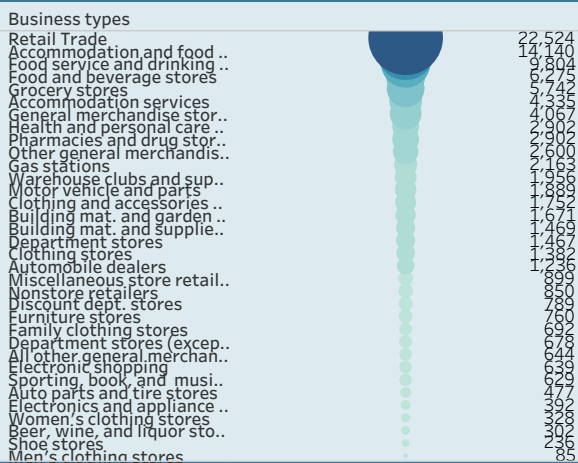 Business types
Retail Trade 22,524
Accommodation and food .. 14,140
Food service and drinking .. 9,804
Food and beverage stores 6,275
Grocery stores 5,742
Accommodation services 4,335
General merchandise stor.. 4,067
Health and personal care .. 2,902
Pharmacies and drug stor.. 2,902
Other general merchandis.. 2,600
Gas stations 2,163
Warehouse clubs and sup.. 1,956
Motor vehicle and parts 1,889
Clothing and accessories .. 1,752
Building mat. and garden .. 1,671
Building mat. and supplie.. 1,469
Department stores 1,467
Clothing stores 1,382
Automobile dealers 1,236
Miscellaneous store retail.. 899
Nonstore retailers 850
Discount dept. stores 789
Furniture stores 760
Family clothing stores 692
Department stores (excep.. 678
All other general merchan.. 644
Electronic shopping 639
Sporting, book, and musi.. 629
Auto parts and tire stores 477
Electronics and appliance .. 392
Women's clothing stores 328
Beer, wine, and liquor sto.. 302
Shoe stores 236
Men's clothing stores 85